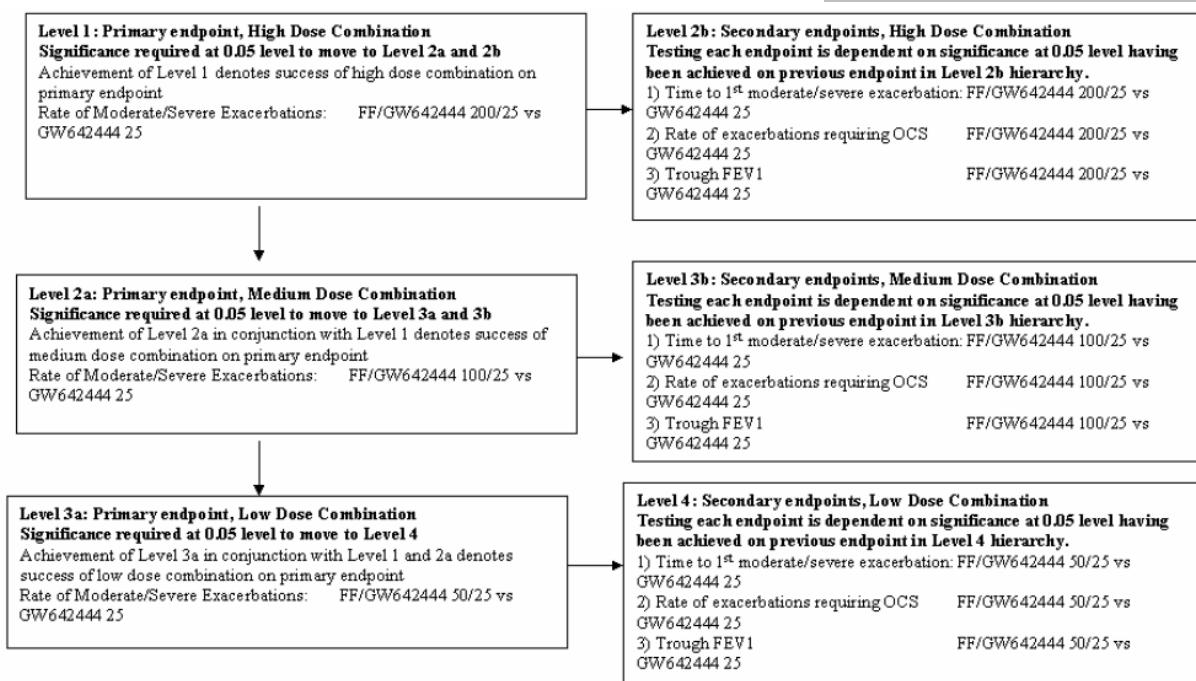 Level 1: Primary endpoint, High Dose Combination
Significance required at 0.05 level to move to Level 2a and 2b
Achievement of Level 1 denotes success of high dose combination on
primary endpoint
Rate of Moderate/Severe Exacerbations: FF/GW642444 200/25 vs
GW642444 25
Level 2b: Secondary endpoints, High Dose Combination
Testing each endpoint is dependent on significance at 0.05 level having
been achieved on previous endpoint in Level 2b hierarchy.
1) Time to 1st moderate/severe exacerbation: FF/GW642444 200/25 vs
GW642444 25
2) Rate of exacerbations requiring OCS FF/GW642444 200/25 vs
GW642444 25
3) Trough FEV1 FF/GW642444 200/25 vs
GW642444 25
Level 2a: Primary endpoint, Medium Dose Combination
Significance required at 0.05 level to move to Level 3a and 3b
Achievement of Level 2a in conjunction with Level 1 denotes success of
medium dose combination on primary endpoint
Rate of Moderate/Severe Exacerbations: FF/GW642444 100/25 vs
GW642444 25
Level 3b: Secondary endpoints, Medium Dose Combination
Testing each endpoint is dependent on significance at 0.05 level having
been achieved on previous endpoint in Level 3b hierarchy.
1) Time to 1st moderate/severe exacerbation: FF/GW642444 100/25 vs
GW642444 25
2) Rate of exacerbations requiring OCS FF/GW642444 100/25 vs
GW642444 25
3) Trough FEV1 FF/GW642444 100/25 vs
GW642444 25
Level 3a: Primary endpoint, Low Dose Combination
Significance required at 0.05 level to move to Level 4
Achievement of Level 3a in conjunction with Level 1 and 2a denotes
success of low dose combination on primary endpoint
Rate of Moderate/Severe Exacerbations: FF/GW642444 50/25 vs
GW642444 25
Level 4: Secondary endpoints, Low Dose Combination
Testing each endpoint is dependent on significance at 0.05 level having
been achieved on previous endpoint in Level 4 hierarchy.
1) Time to 1st moderate/severe exacerbation: FF/GW642444 50/25 vs
GW642444 25
2) Rate of exacerbations requiring OCS FF/GW642444 50/25 vs
GW642444 25
3) Trough FEV1 FF/GW642444 50/25 vs
GW642444 25